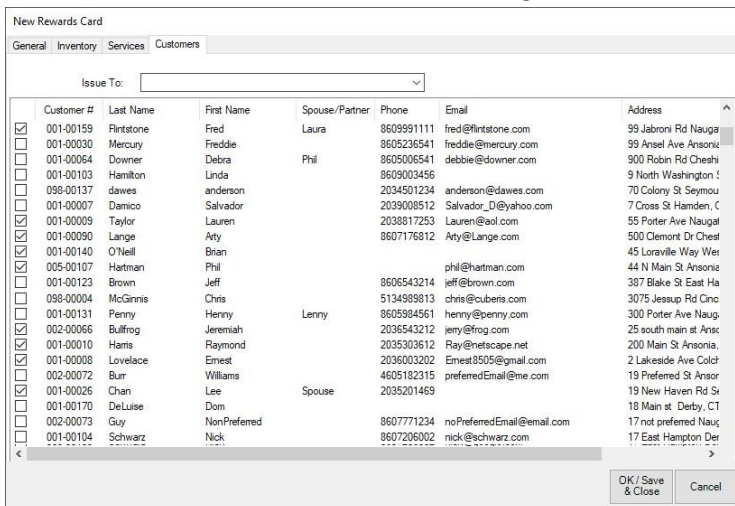 New Rewards Card
General Inventory Services Customers
Issue To:
Customer # Last Name First Name Spouse/Partner Phone Email Address
001-00159 Flintstone Fred Laura 8609991111 fred@flintstone.com 99 Jabroni Rd Naugat
001-00030 Mercury Freddie 8605236541 freddie@mercury.com 99 Ansel Ave Ansonia
001-00064 Downer Debra Phil 8605006541 debbie@downer.com 900 Robin Rd Cheshi
001-00103 Hamilton Linda 8609003456 9 North Washington S
098-00137 dawes anderson 2034501234 anderson@dawes.com 70 Colony St Seymou
001-00007 Damico Salvador 2039008512 Salvador_D@yahoo.com 7 Cross St Hamden, C
001-00009 Taylor Lauren 2038817253 Lauren@aol.com 55 Porter Ave Naugat
001-00090 Lange Arty 8607176812 Arty@Lange.com 500 Clemont Dr Chest
001-00140 O'Neill Brian 45 Loraville Way Wes
005-00107 Hartman Phil phil@hartman.com 44 N Main St Ansonia
001-00123 Brown Jeff 8606543214 jeff@brown.com 387 Blake St East Ha
098-00004 McGinnis Chris 5134989813 chris@cuberis.com 3075 Jessup Rd Cinc
001-00131 Penny Henny Lenny 8605984561 henny@penny.com 300 Porter Ave Naug
002-00066 Bullfrog Jeremiah 2036543212 jerry@frog.com 25 south main st Anso
001-00010 Harris Raymond 2035303612 Ray@netscape.net 200 Main St Ansonia,
001-00008 Lovelace Ernest 2036003202 Ernest8505@gmail.com 2 Lakeside Ave Colch
002-00072 Burr Williams 4605182315 preferredEmail@me.com 19 Preferred St Ansor
001-00026 Chan Lee Spouse 2035201469 19 New Haven Rd Se
001-00170 DeLuise Dom 18 Main st Derby, CT
002-00073 Guy NonPreferred 8607771234 noPreferredEmail@email.com 17 not preferred Naug
001-00104 Schwarz Nick 8607206002 nick@schwarz.com 17 East Hampton Der
OK / Save
& Close
Cancel